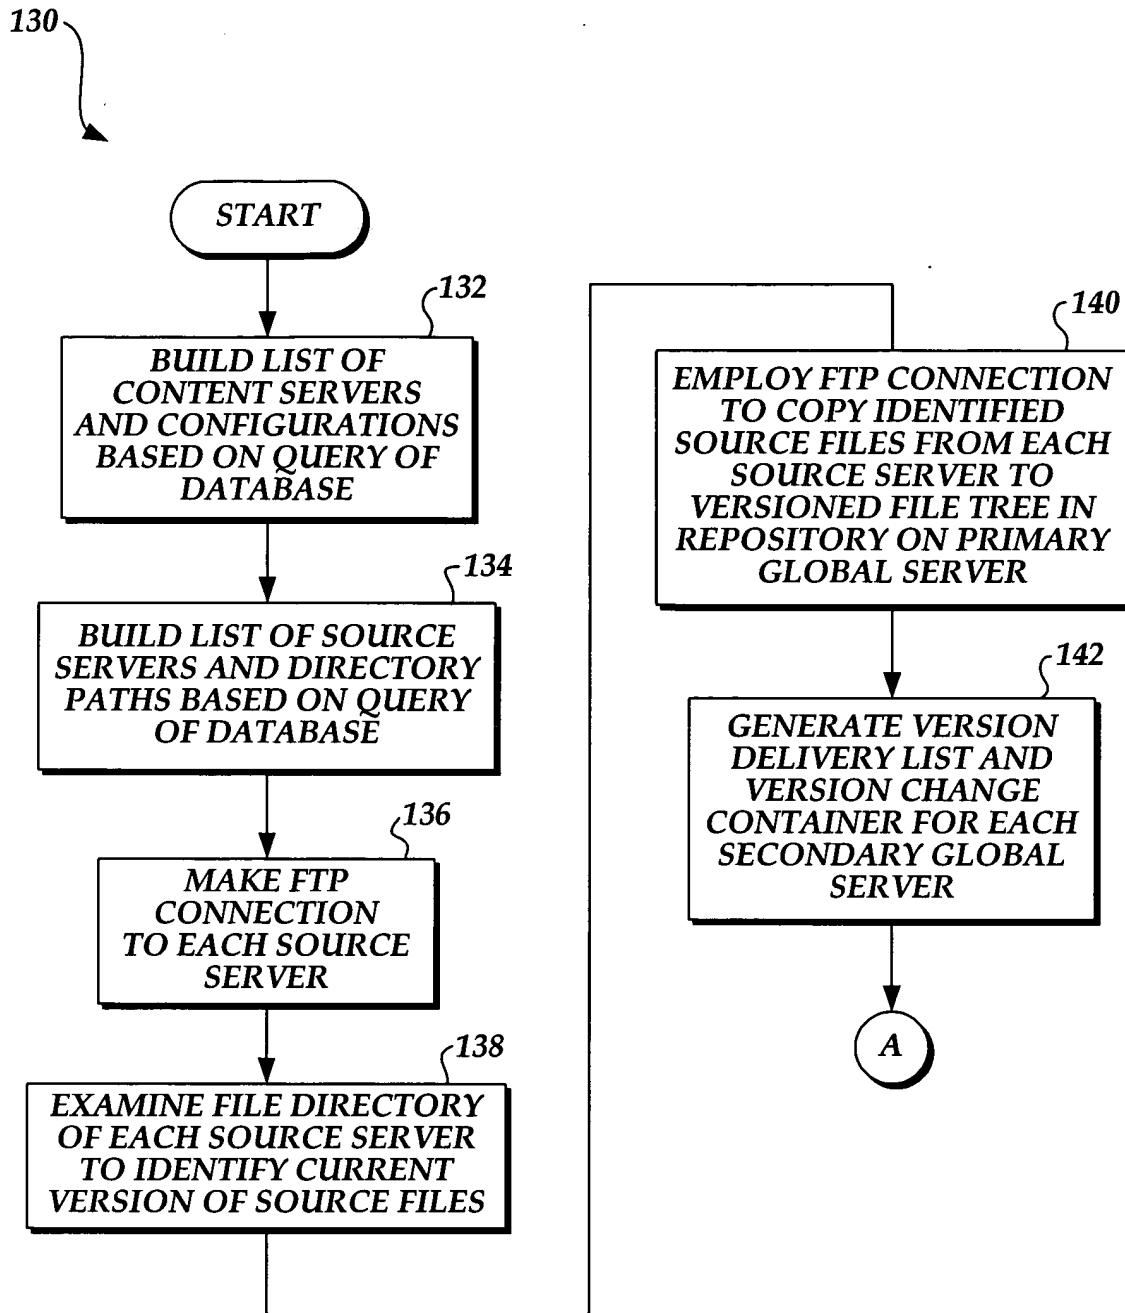 130
START
132
BUILD LIST OF
CONTENT SERVERS
AND CONFIGURATIONS
BASED ON QUERY OF
DATABASE
134
BUILD LIST OF SOURCE
SERVERS AND DIRECTORY
PATHS BASED ON QUERY
OF DATABASE
136
MAKE FTP
CONNECTION
TO EACH SOURCE
SERVER
138
EXAMINE FILE DIRECTORY
OF EACH SOURCE SERVER
TO IDENTIFY CURRENT
VERSION OF SOURCE FILES
140
EMPLOY FTP CONNECTION
TO COPY IDENTIFIED
SOURCE FILES FROM EACH
SOURCE SERVER TO
VERSIONED FILE TREE IN
REPOSITORY ON PRIMARY
GLOBAL SERVER
142
GENERATE VERSION
DELIVERY LIST AND
VERSION CHANGE
CONTAINER FOR EACH
SECONDARY GLOBAL
SERVER
A